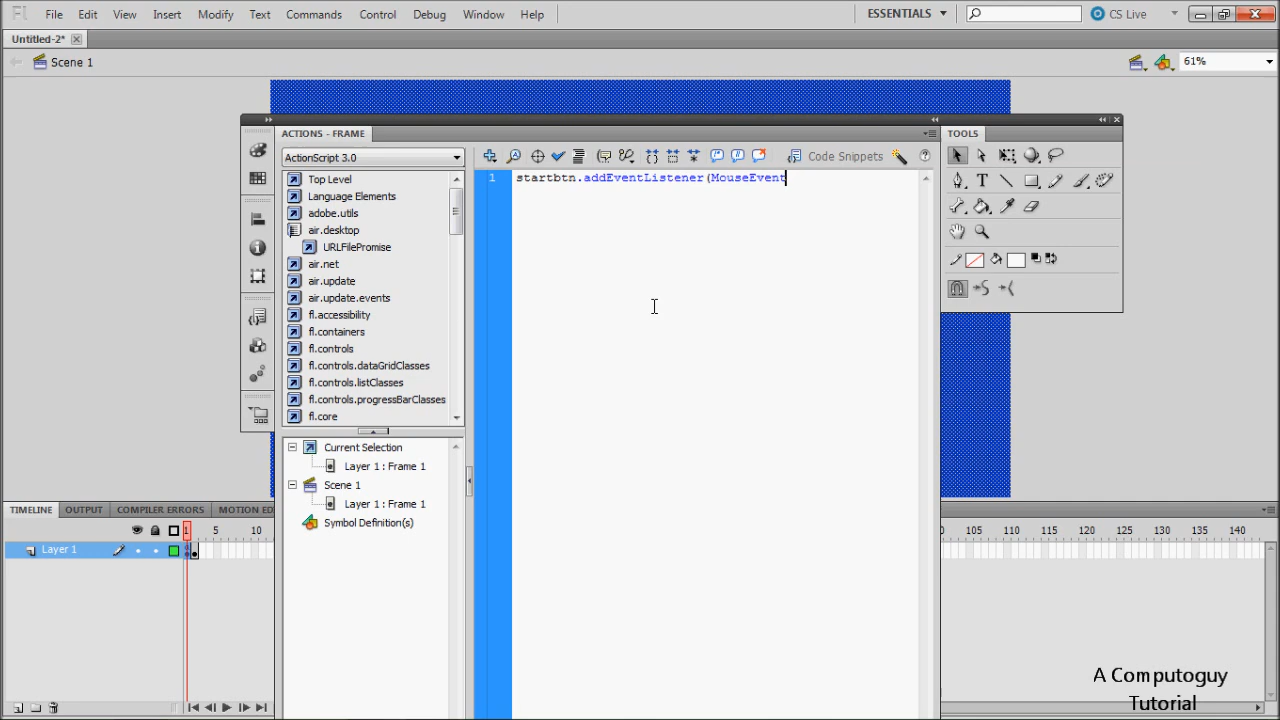 Fl File Edit View Insert Modify Text Commands Control Debug Window Help ESSENTIALS CS Live
Untitled-2*
Scene 1 61%
ACTIONS - FRAME
TOOLS
ActionScript 3.0
Code Snippets
Top Level
Language Elements
adobe.utils
air.desktop
URLFilePromise
air.net
air.update
air.update.events
fl.accessibility
fl.containers
fl.controls
fl.controls.dataGridClasses
fl.controls.listClasses
fl.controls.progressBarClasses
fl.core
1 startbtn.addEventListener(MouseEvent
Current Selection
Layer 1 : Frame 1
Scene 1
Layer 1 : Frame 1
Symbol Definition(s)
TIMELINE OUTPUT COMPILER ERRORS MOTION ED
1 5 10 105 110 115 120 125 130 135 140
Layer 1
A Computoguy
Tutorial